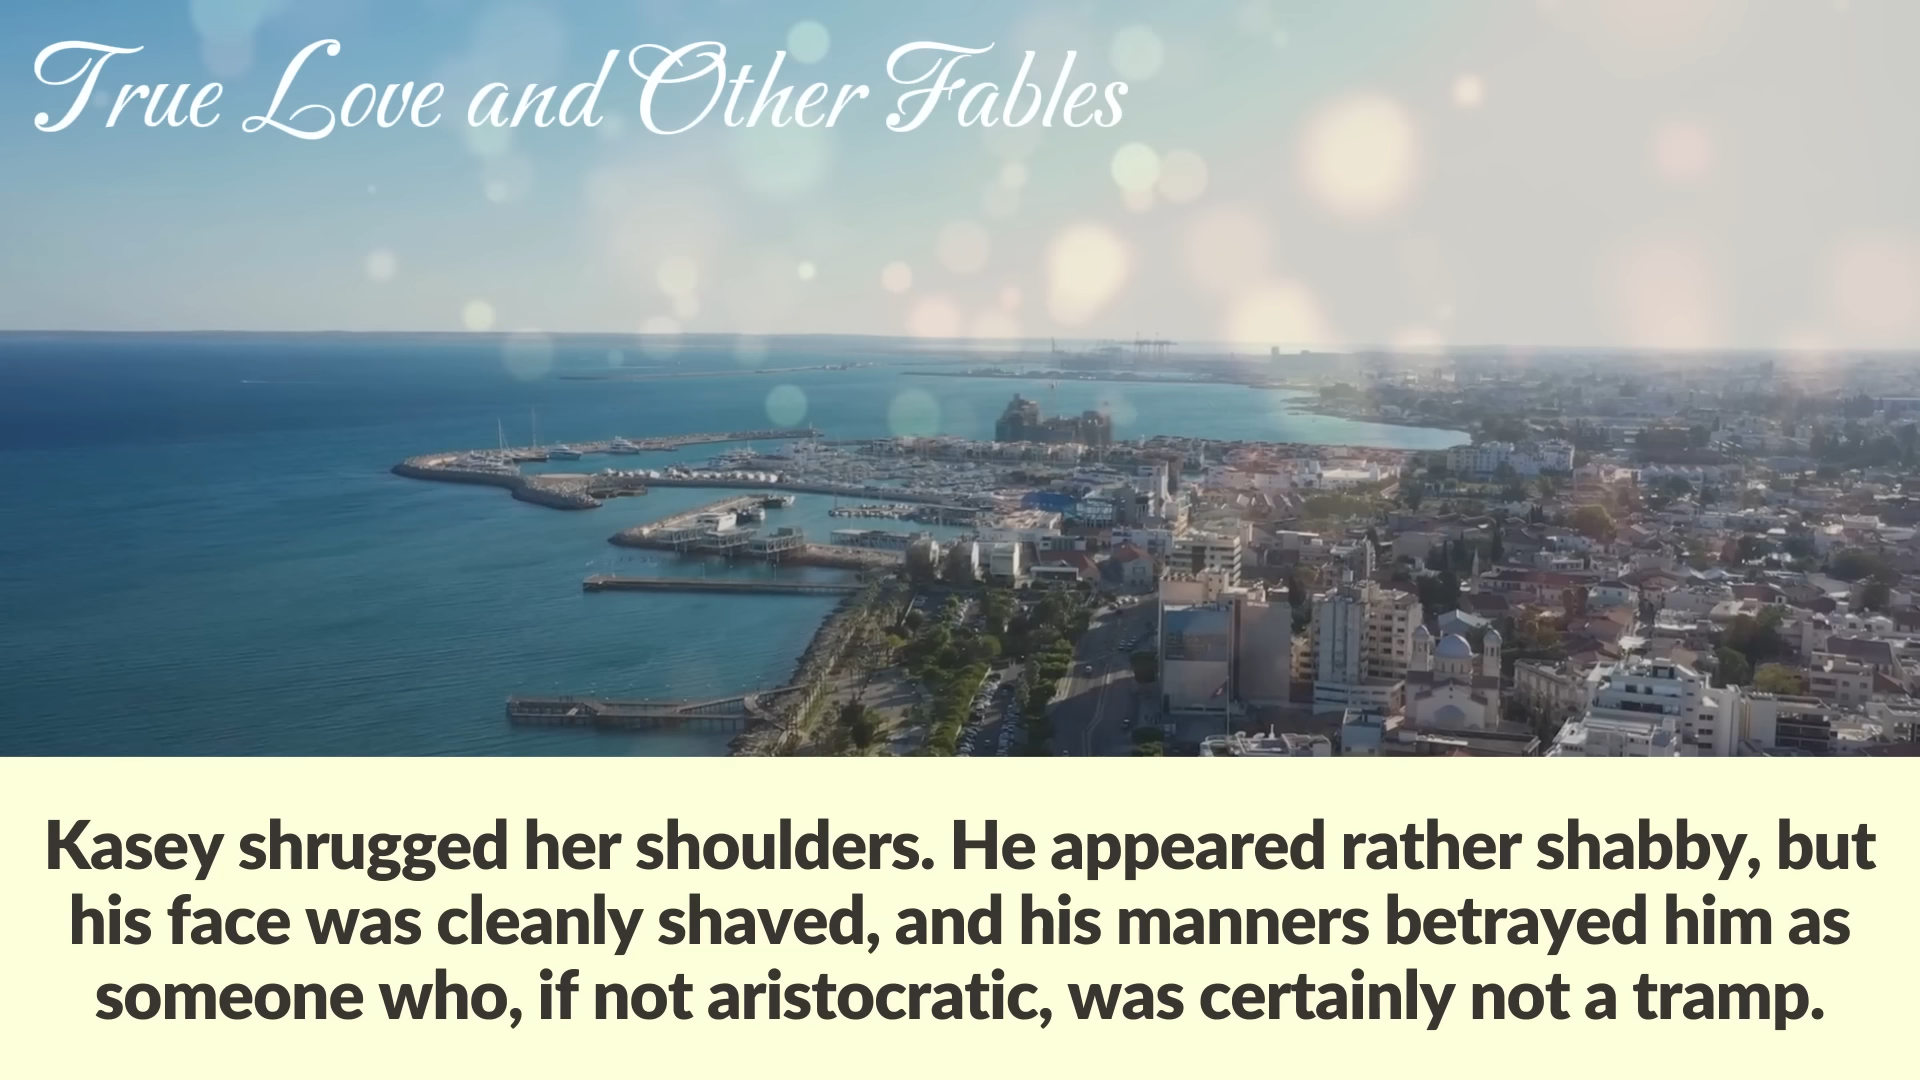 True Love and Other Fables
Kasey shrugged her shoulders. He appeared rather shabby, but
his face was cleanly shaved, and his manners betrayed him as
someone who, if not aristocratic, was certainly not a tramp.